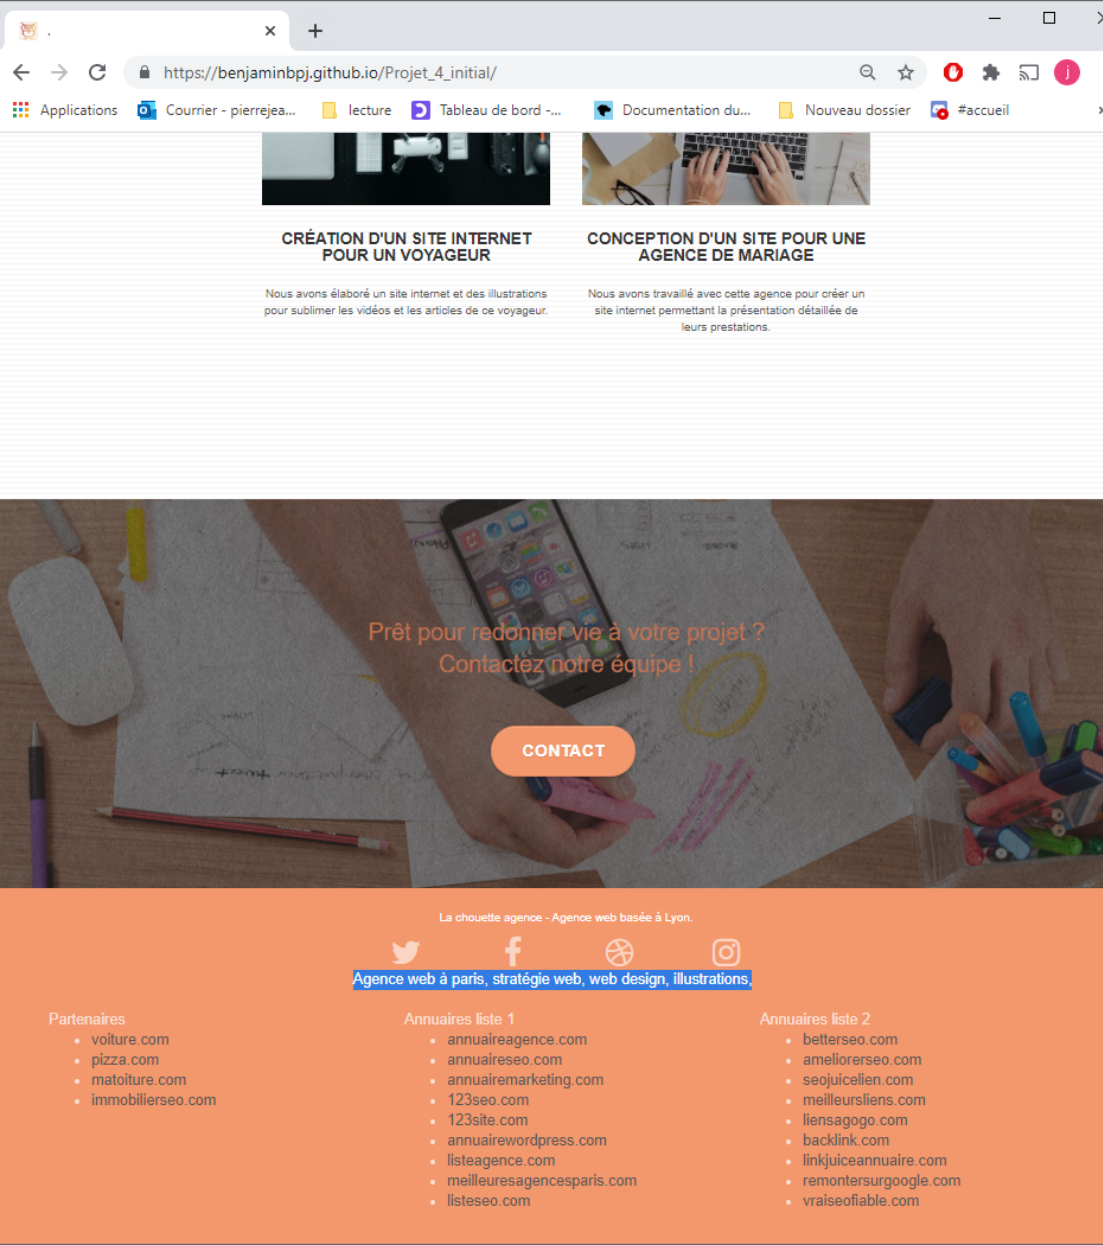 .
https://benjaminbpj.github.io/Projet_4_initial/
j
Applications
Courrier - pierrejea...
lecture
Tableau de bord -...
Documentation du...
Nouveau dossier
#accueil
CRÉATION D'UN SITE INTERNET
POUR UN VOYAGEUR
Nous avons élaboré un site internet et des illustrations
pour sublimer les vidéos et les articles de ce voyageur.
CONCEPTION D'UN SITE POUR UNE
AGENCE DE MARIAGE
Nous avons travaillé avec cette agence pour créer un
site internet permettant la présentation détaillée de
leurs prestations.
Prêt pour redonner vie à votre projet ?
Contactez notre équipe !
CONTACT
La chouette agence - Agence web basée à Lyon.
Agence web à paris, stratégie web, web design, illustrations,
Partenaires
voiture.com
pizza.com
matoiture.com
immobilierseo.com
Annuaires liste 1
annuaireagence.com
annuaireseo.com
annuairemarketing.com
123seo.com
123site.com
annuairewordpress.com
listeagence.com
meilleuresagencesparis.com
listeseo.com
Annuaires liste 2
betterseo.com
ameliorerseo.com
seojuicelien.com
meilleursliens.com
liensagogo.com
backlink.com
linkjuiceannuaire.com
remontersurgoogle.com
vraiseofiable.com